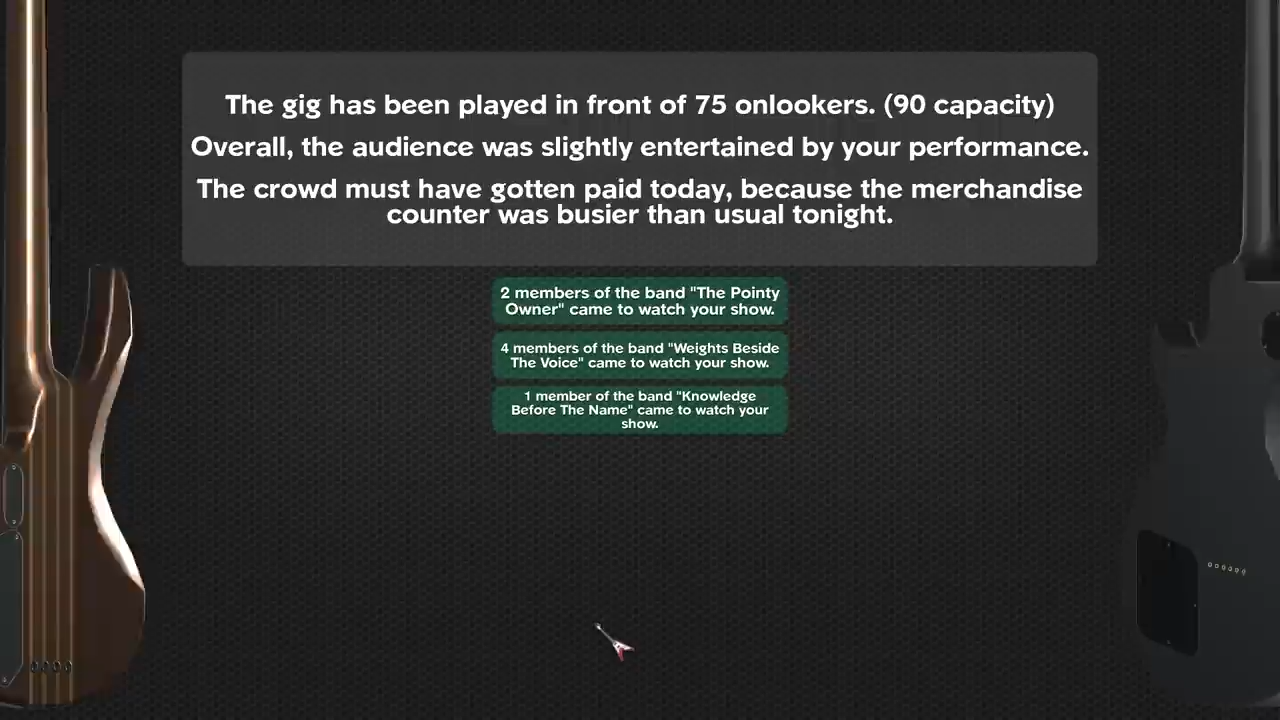 The gig has been played in front of 75 onlookers. (90 capacity)
Overall, the audience was slightly entertained by your performance.
The crowd must have gotten paid today, because the merchandise
counter was busier than usual tonight.
2 members of the band "The Pointy
Owner" came to watch your show.
4 members of the band "Weights Beside
The Voice" came to watch your show.
1 member of the band "Knowledge
Before The Name" came to watch your
show.